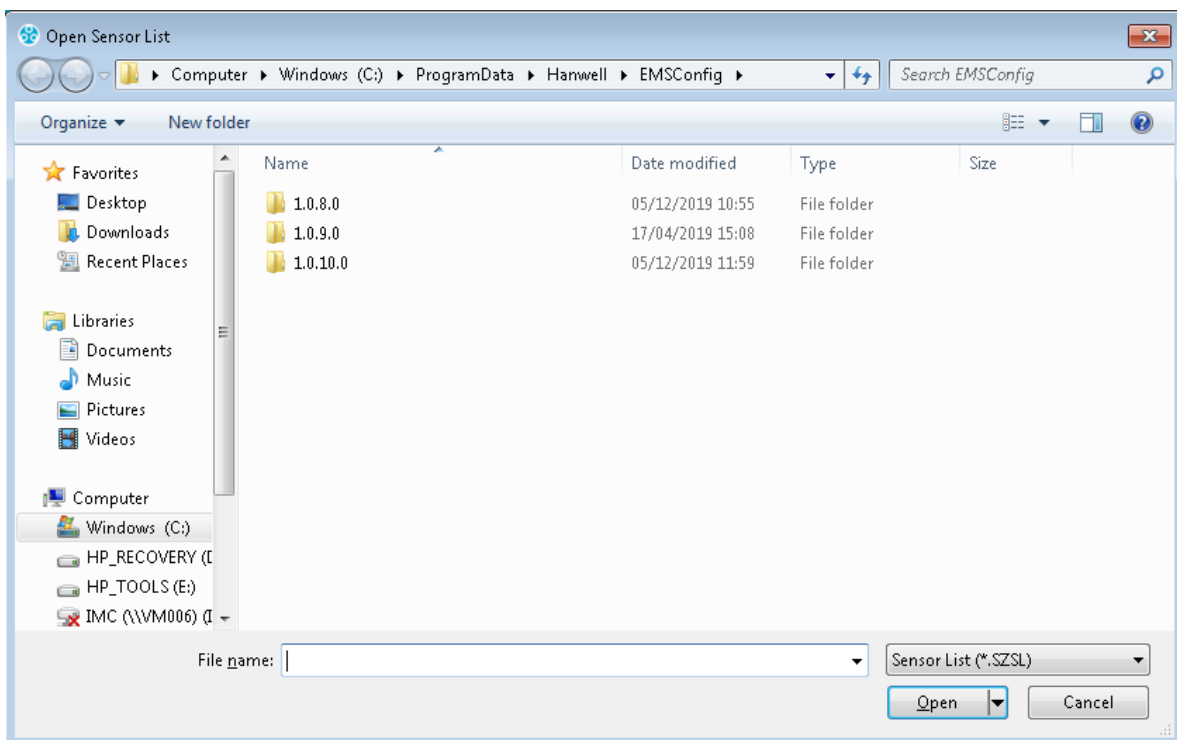 Open Sensor List
Computer Windows (C:) ProgramData Hanwell EMSConfig
Search EMSConfig
Organize New folder
Favorites
Desktop
Downloads
Recent Places
Libraries
Documents
Music
Pictures
Videos
Computer
Windows (C:)
HP_RECOVERY (D
HP_TOOLS (E:)
IMC (\\VM006) (I
Name Date modified Type Size
1.0.8.0 05/12/2019 10:55 File folder
1.0.9.0 17/04/2019 15:08 File folder
1.0.10.0 05/12/2019 11:59 File folder
File name: Sensor List (*.SZSL)
Open Cancel